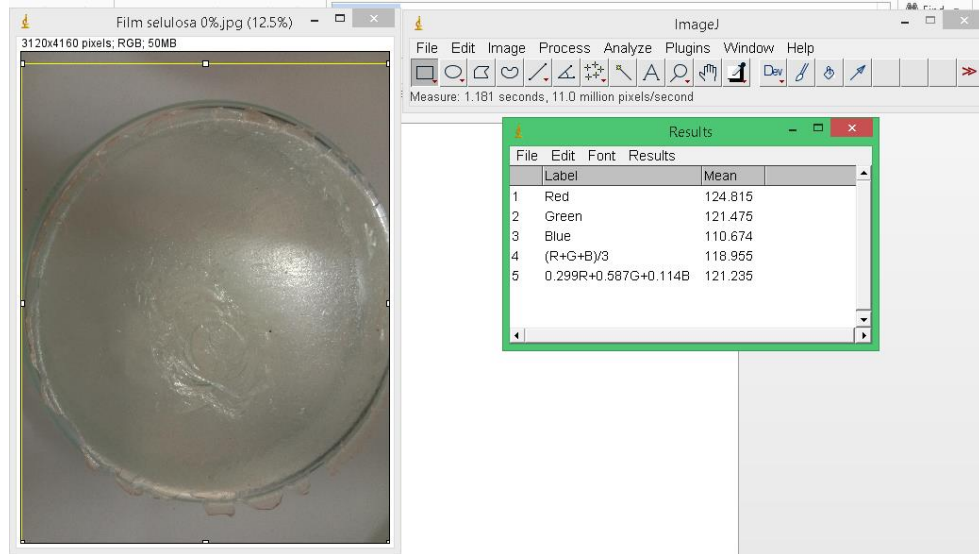 Film selulosa 0%.jpg (12.5%)
3120x4160 pixels; RGB; 50MB
ImageJ
File Edit Image Process Analyze Plugins Window Help
Dev
Measure: 1.181 seconds, 11.0 million pixels/second
Results
File Edit Font Results
Label Mean
1 Red 124.815
2 Green 121.475
3 Blue 110.674
4 (R+G+B)/3 118.955
5 0.299R+0.587G+0.114B 121.235